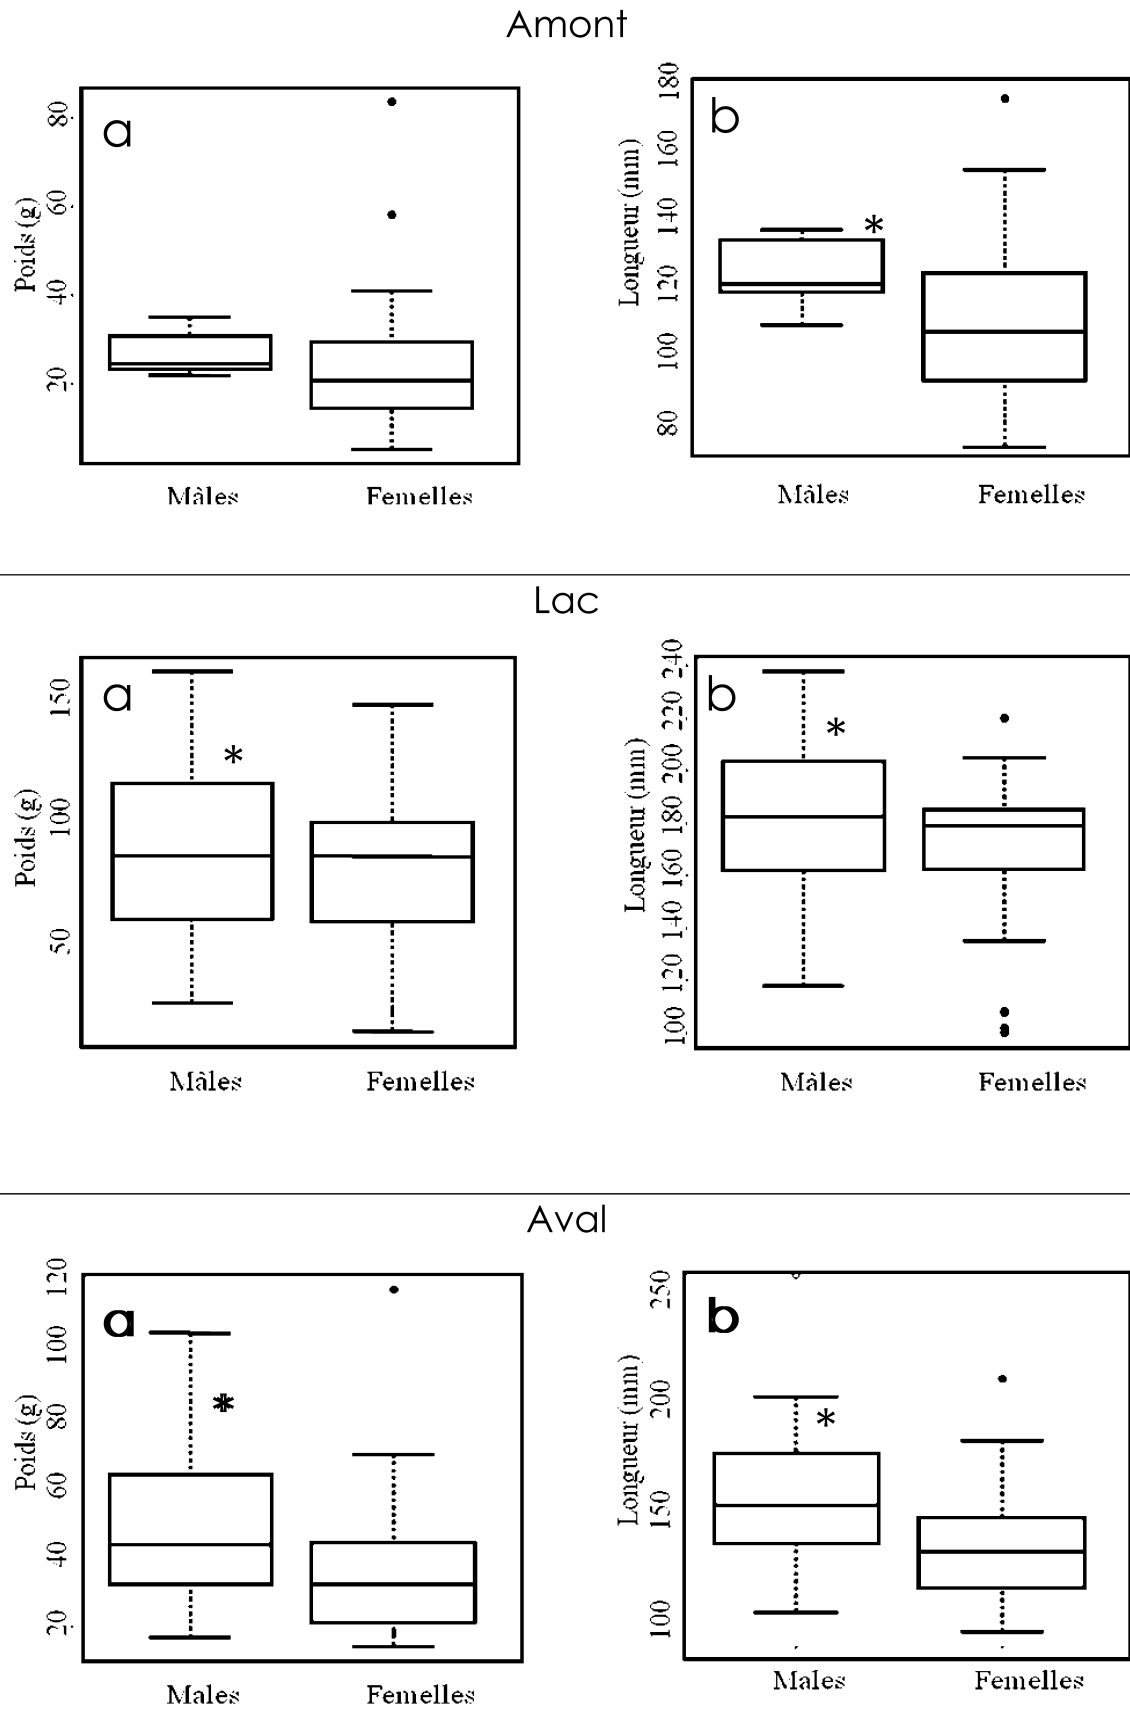 Amont
a
Poids (g)
80
60
40
20
Mâles
Femelles
b
*
Longueur (mm)
180
160
140
120
100
80
Mâles
Femelles
Lac
a
*
Poids (g)
150
100
50
Mâles
Femelles
b
*
Longueur (mm)
240
220
200
180
160
140
120
100
Mâles
Femelles
Aval
a
*
Poids (g)
120
100
80
60
40
20
Males
Femelles
b
*
Longueur (mm)
250
200
150
100
Males
Femelles